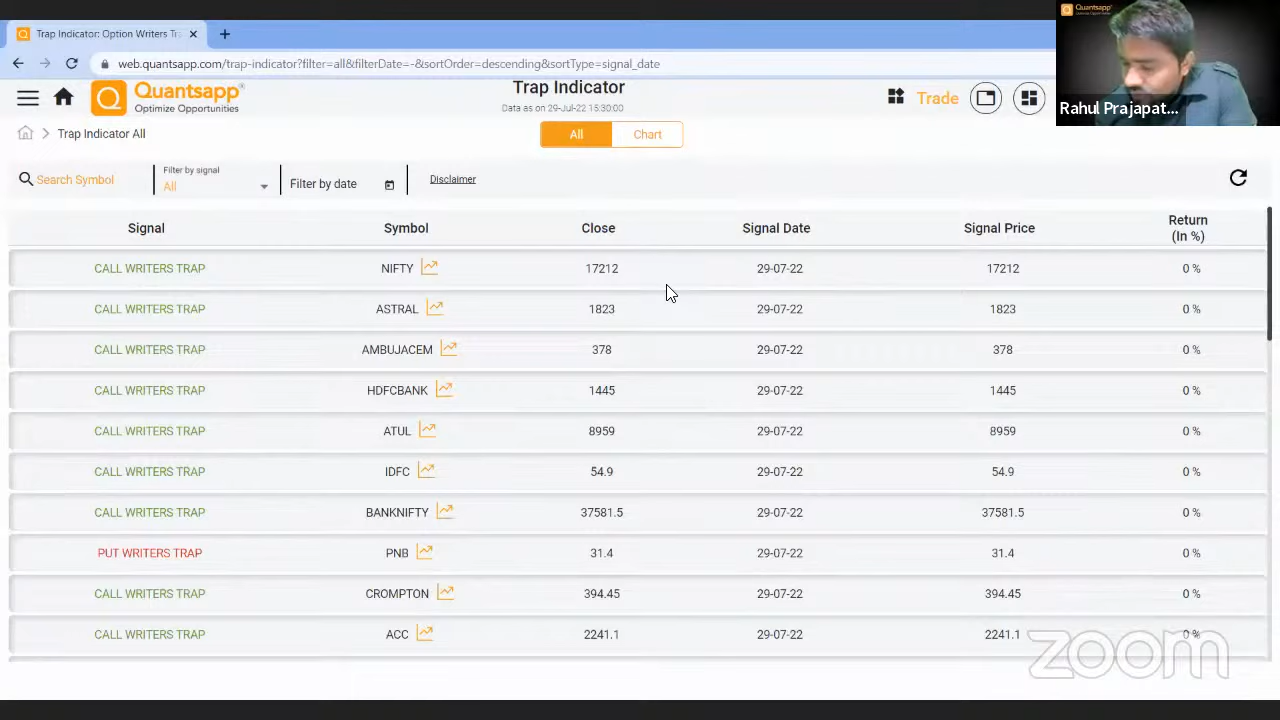 Trap Indicator: Option Writers Tr
web.quantsapp.com/trap-indicator?filter=all&filterDate=-&sortOrder=descending&sortType=signal_date
Quantsapp
Rahul Prajapat...
Quantsapp
Optimize Opportunities
Trap Indicator
Data as on 29-Jul-22 15:30:00
Trade
Trap Indicator All
All Chart
Search Symbol
Filter by signal
All
Filter by date
Disclaimer
Signal Symbol Close Signal Date Signal Price Return (In %)
CALL WRITERS TRAP NIFTY 17212 29-07-22 17212 0 %
CALL WRITERS TRAP ASTRAL 1823 29-07-22 1823 0 %
CALL WRITERS TRAP AMBUJACEM 378 29-07-22 378 0 %
CALL WRITERS TRAP HDFCBANK 1445 29-07-22 1445 0 %
CALL WRITERS TRAP ATUL 8959 29-07-22 8959 0 %
CALL WRITERS TRAP IDFC 54.9 29-07-22 54.9 0 %
CALL WRITERS TRAP BANKNIFTY 37581.5 29-07-22 37581.5 0 %
PUT WRITERS TRAP PNB 31.4 29-07-22 31.4 0 %
CALL WRITERS TRAP CROMPTON 394.45 29-07-22 394.45 0 %
CALL WRITERS TRAP ACC 2241.1 29-07-22 2241.1 0 %
zoom